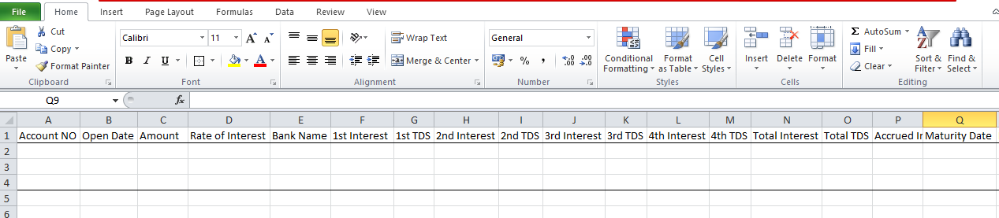 File Home Insert Page Layout Formulas Data Review View
Cut
Copy
Format Painter
Paste
Clipboard
Calibri 11 A A
B I U A
Font
Wrap Text
Merge & Center
Alignment
General
% , .0 .00 .00 .0
Number
Conditional Formatting
Format as Table
Cell Styles
Styles
Insert Delete Format
Cells
Σ AutoSum
Fill
Clear
Sort & Filter
Find & Select
Editing
Q9 fx
A B C D E F G H I J K L M N O P Q
1 Account NO Open Date Amount Rate of Interest Bank Name 1st Interest 1st TDS 2nd Interest 2nd TDS 3rd Interest 3rd TDS 4th Interest 4th TDS Total Interest Total TDS Accrued Ir Maturity Date
2
3
4
5
6